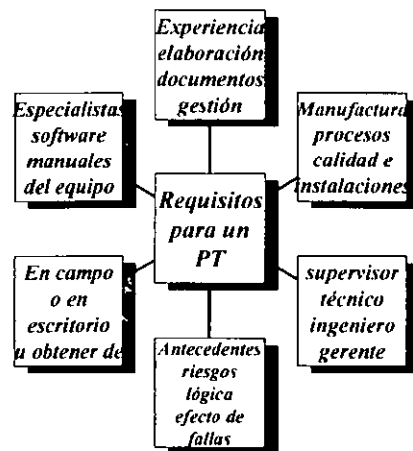 Experiencia
elaboración
documentos
gestión
Especialistas
software
manuales
del equipo
Manufactura
procesos
calidad e
instalaciones
Requisitos
para un
PT
En campo
o en
escritorio
u obtener de
supervisor
técnico
ingeniero
gerente
Antecedentes
riesgos
lógica
efecto de
fallas